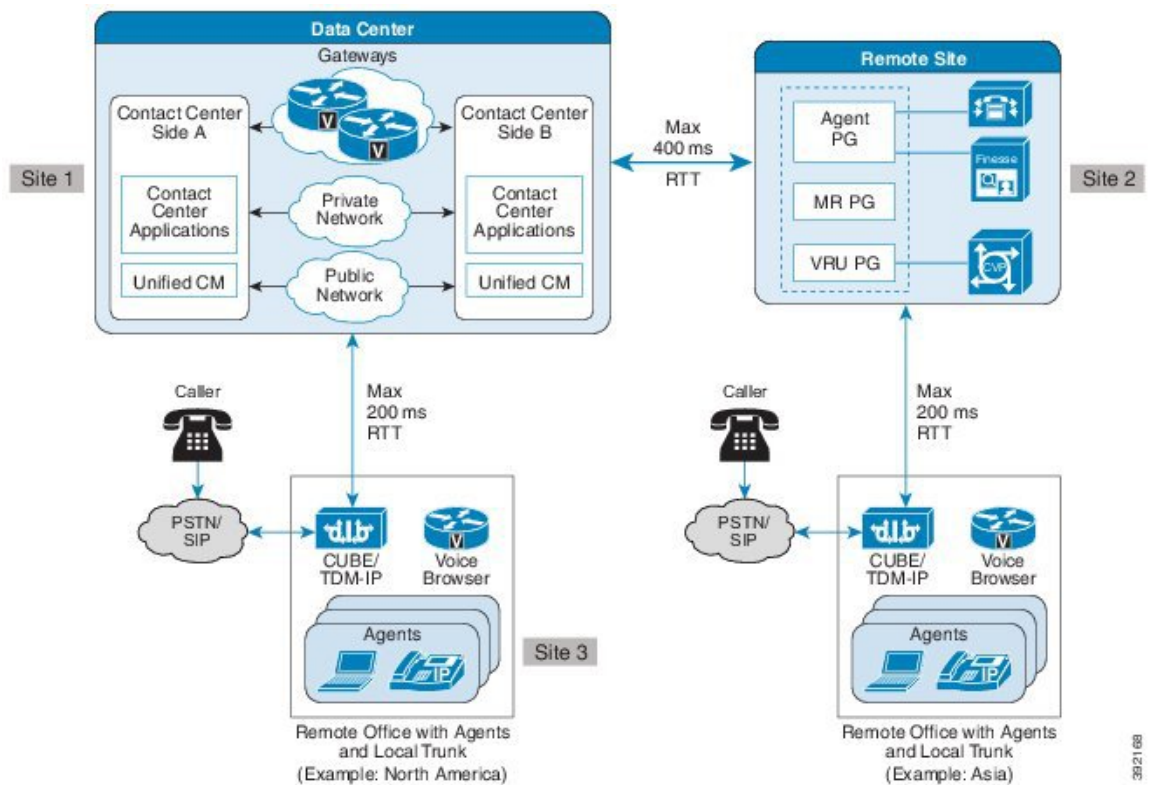 Data Center
Gateways
V
V
Contact Center
Side A
Contact
Center
Applications
Unified CM
Private
Network
Public
Network
Contact Center
Side B
Contact
Center
Applications
Unified CM
Site 1
Max
400 ms
RTT
Remote Site
Agent
PG
MR PG
VRU PG
Finesse
CVP
Site 2
Caller
Max
200 ms
RTT
PSTN/
SIP
CUBE/
TDM-IP
V
Voice
Browser
Agents
IP
Site 3
Remote Office with Agents
and Local Trunk
(Example: North America)
Caller
Max
200 ms
RTT
PSTN/
SIP
CUBE/
TDM-IP
V
Voice
Browser
Agents
IP
Remote Office with Agents
and Local Trunk
(Example: Asia)
392168